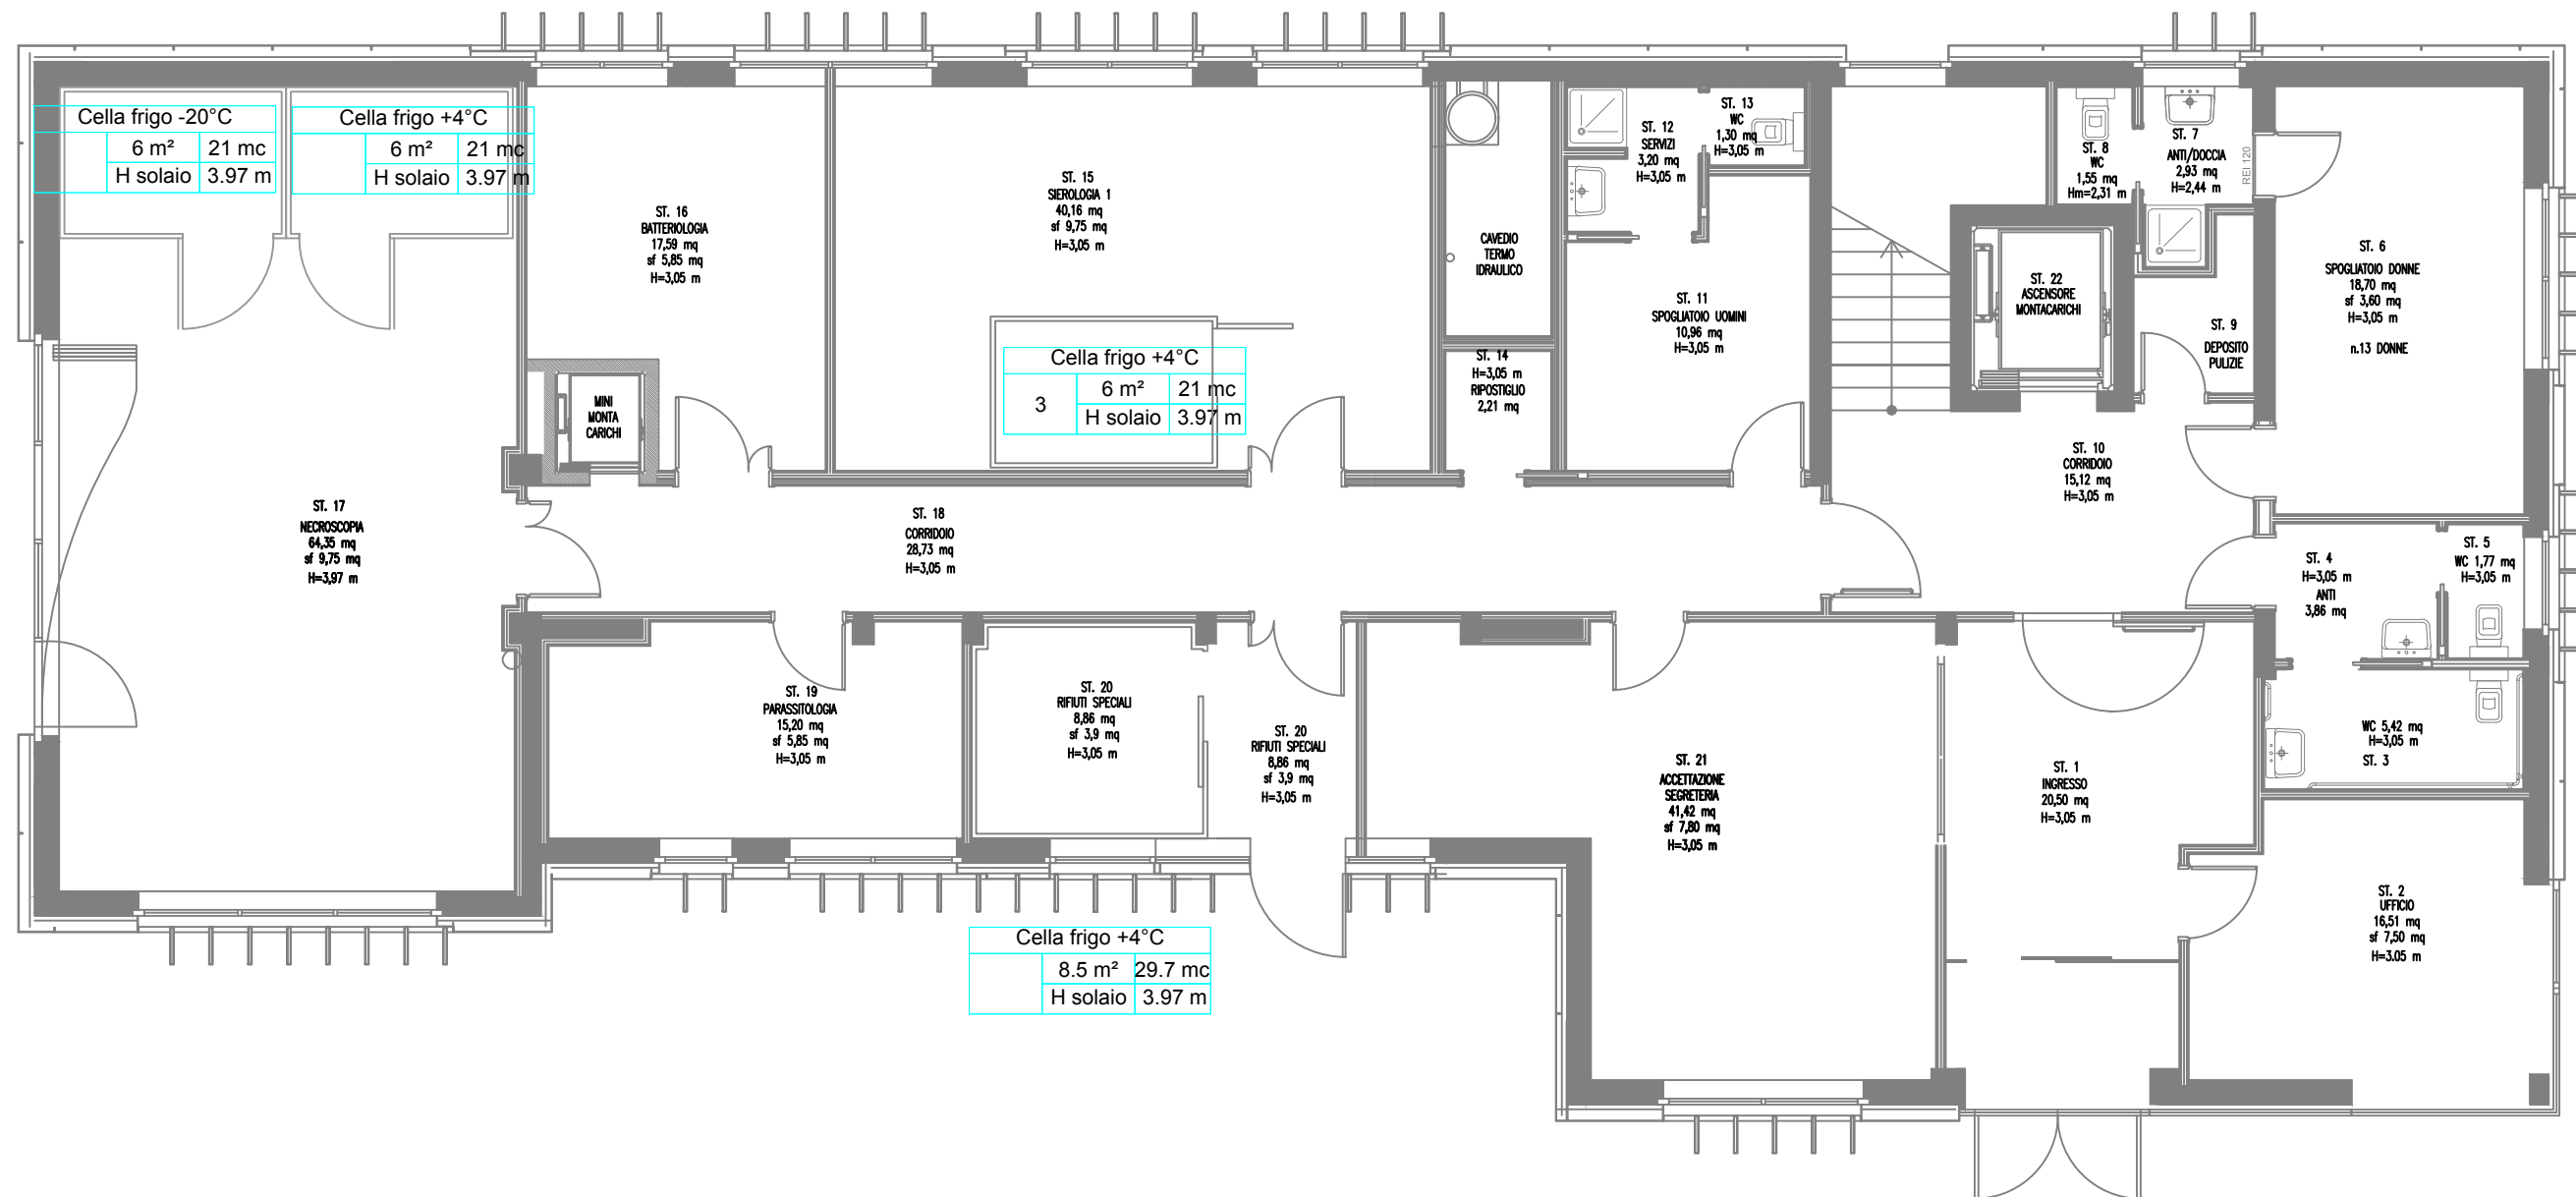 Cella frigo -20°C
6 m² 21 mc
H solaio 3.97 m
Cella frigo +4°C
6 m² 21 mc
H solaio 3.97 m
ST. 16
BATTERIOLOGIA
17,59 mq
sf 5,85 mq
H=3,05 m
ST. 15
SIEROLOGIA 1
40,16 mq
sf 9,75 mq
H=3,05 m
Cella frigo +4°C
3 6 m² 21 mc
H solaio 3.97 m
MINI
MONTA
CARICHI
CAVEDIO
TERMO
IDRAULICO
ST. 14
H=3,05 m
RIPOSTIGLIO
2,21 mq
ST. 12
SERVIZI
3,20 mq
H=3,05 m
ST. 13
WC
1,30 mq
H=3,05 m
ST. 11
SPOGLIATOIO UOMINI
10,96 mq
H=3,05 m
ST. 8
WC
1,55 mq
Hm=2,31 m
ST. 7
ANTI/DOCCIA
2,93 mq
H=2,44 m
REI 120
ST. 22
ASCENSORE
MONTACARICHI
ST. 9
DEPOSITO
PULIZIE
ST. 6
SPOGLIATOIO DONNE
18,70 mq
sf 3,60 mq
H=3,05 m
n.13 DONNE
ST. 10
CORRIDOIO
15,12 mq
H=3,05 m
ST. 17
NECROSCOPIA
64,35 mq
sf 9,75 mq
H=3,97 m
ST. 18
CORRIDOIO
28,73 mq
H=3,05 m
ST. 4
H=3,05 m
ANTI
3,86 mq
ST. 5
WC 1,77 mq
H=3,05 m
WC 5,42 mq
H=3,05 m
ST. 3
ST. 19
PARASSITOLOGIA
15,20 mq
sf 5,85 mq
H=3,05 m
ST. 20
RIFIUTI SPECIALI
8,86 mq
sf 3,9 mq
H=3,05 m
ST. 20
RIFIUTI SPECIALI
8,86 mq
sf 3,9 mq
H=3,05 m
ST. 21
ACCETTAZIONE
SEGRETERIA
41,42 mq
sf 7,80 mq
H=3,05 m
ST. 1
INGRESSO
20,50 mq
H=3,05 m
ST. 2
UFFICIO
16,51 mq
sf 7,50 mq
H=3.05 m
Cella frigo +4°C
8.5 m² 29.7 mc
H solaio 3.97 m